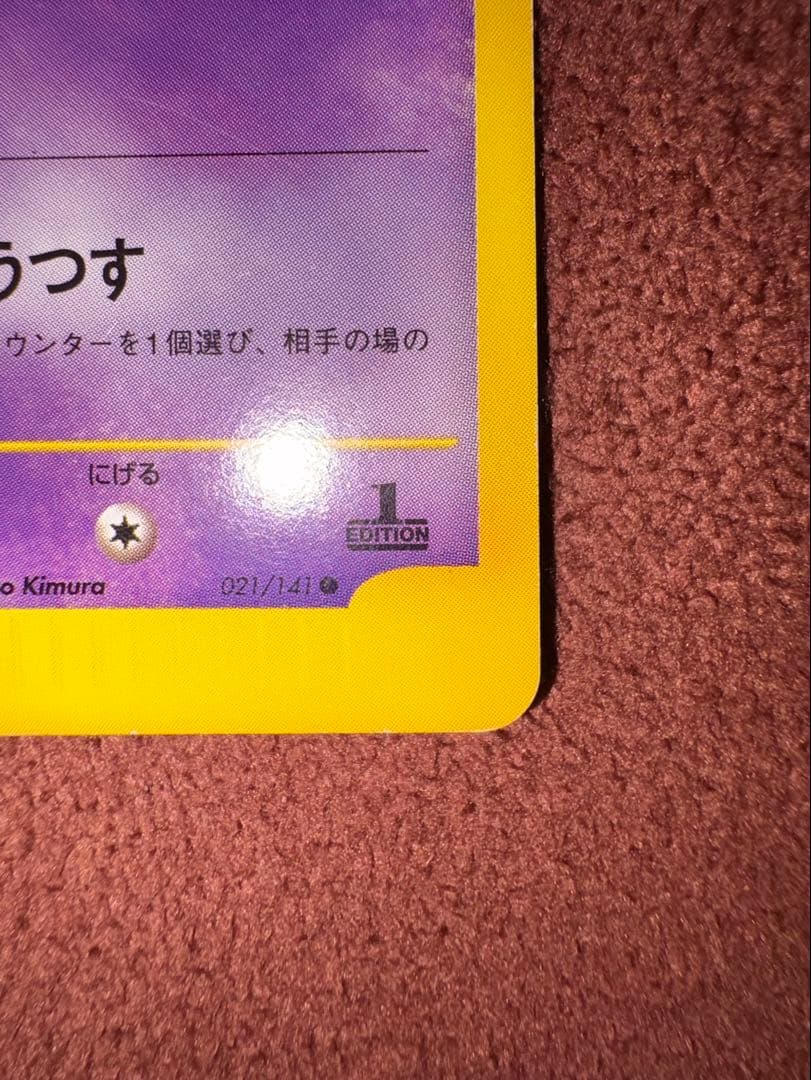 うつす
ウンターを1個選び、相手の場の
にげる
1
EDITION
o Kimura
021/141